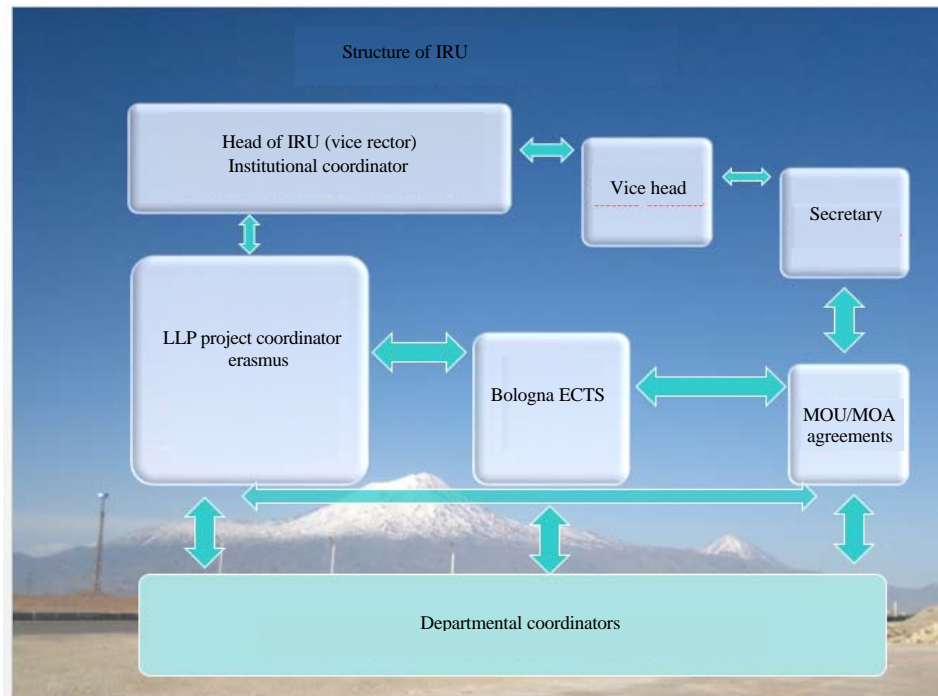 Structure of IRU
Head of IRU (vice rector)
Institutional coordinator
Vice head
Secretary
LLP project coordinator
erasmus
Bologna ECTS
MOU/MOA
agreements
Departmental coordinators